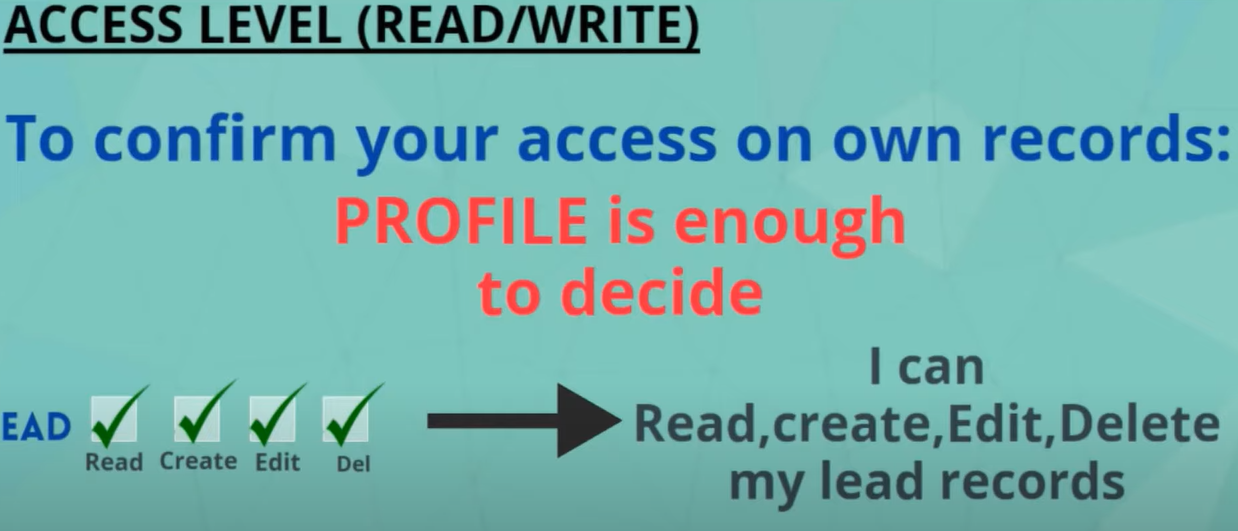 ACCESS LEVEL (READ/WRITE)
To confirm your access on own records:
PROFILE is enough
to decide
EAD
Read Create Edit Del
I can
Read,create,Edit,Delete
my lead records